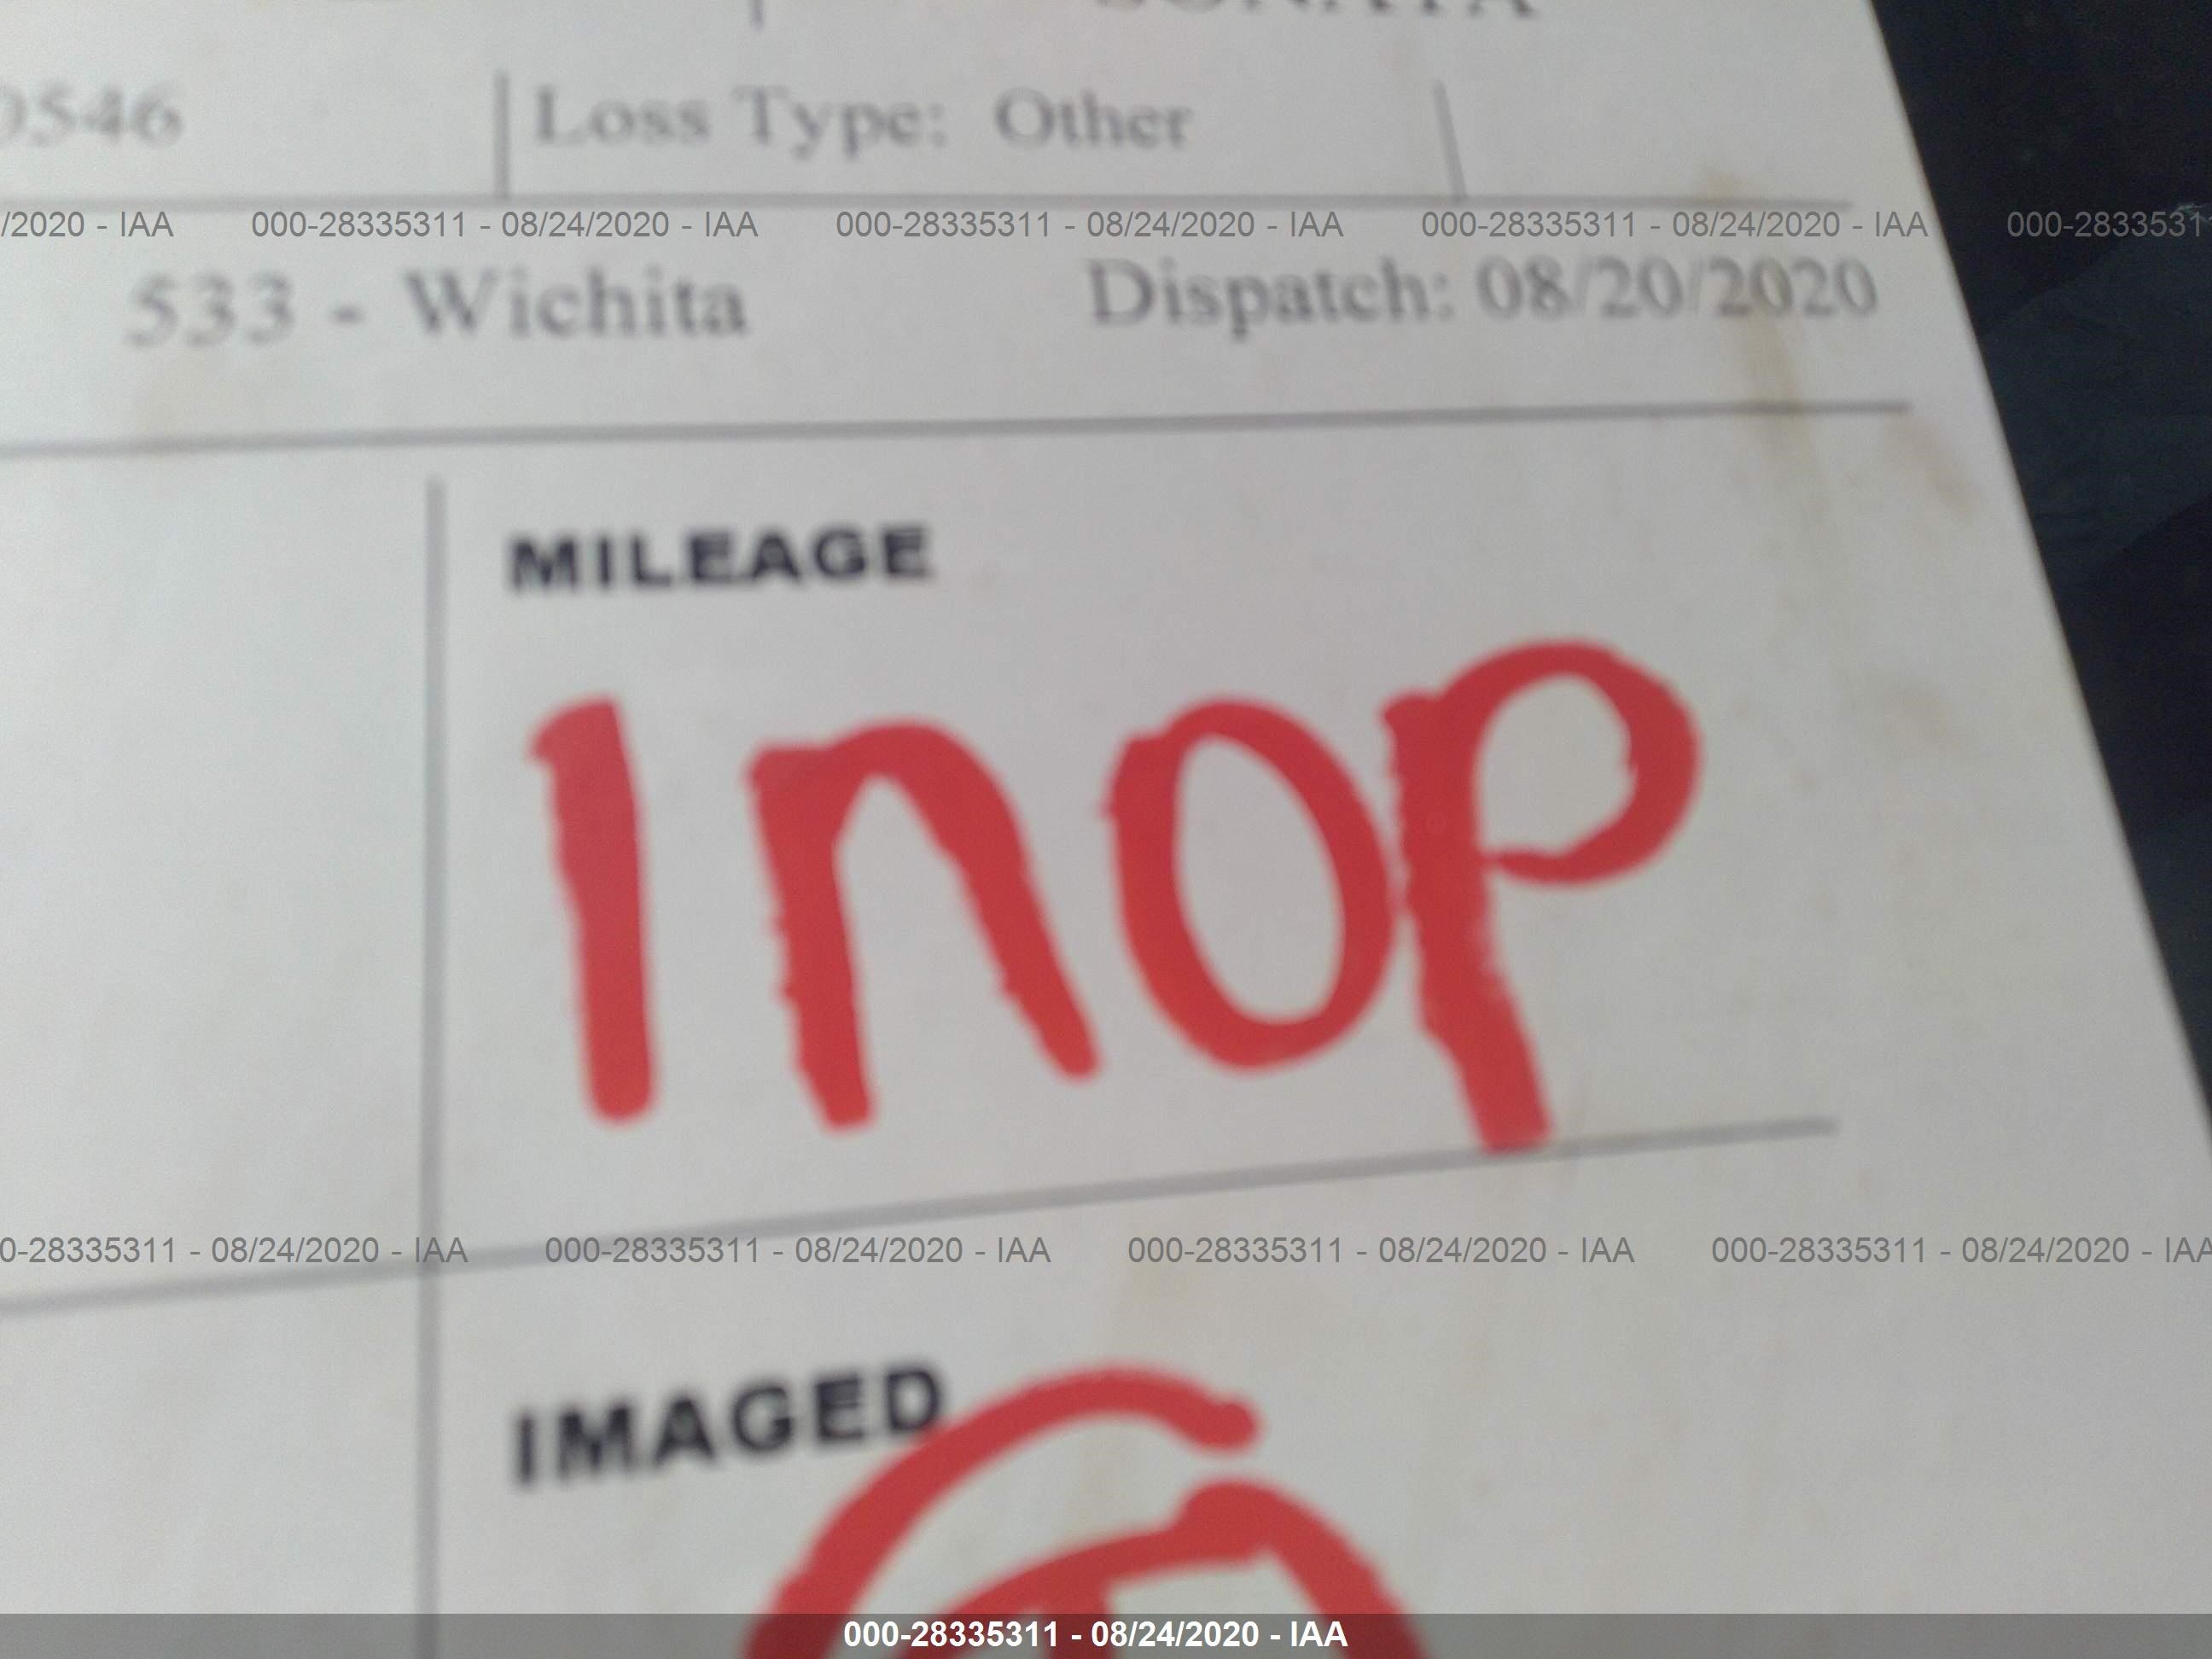 SONATA
0546 Loss Type: Other
/2020 - IAA 000-28335311 - 08/24/2020 - IAA 000-28335311 - 08/24/2020 - IAA 000-28335311 - 08/24/2020 - IAA 000-2833531
533 - Wichita Dispatch: 08/20/2020
MILEAGE
Inop
0-28335311 - 08/24/2020 - IAA 000-28335311 - 08/24/2020 - IAA 000-28335311 - 08/24/2020 - IAA 000-28335311 - 08/24/2020 - IAA
IMAGED
000-28335311 - 08/24/2020 - IAA